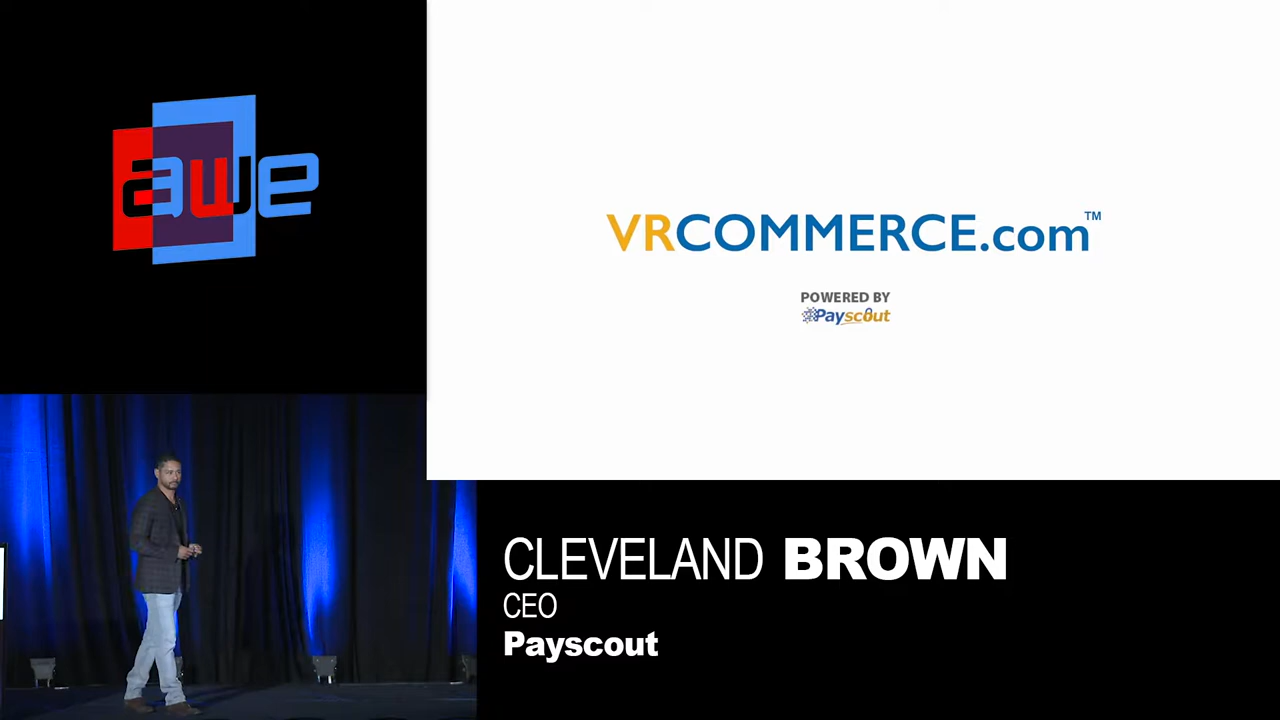 awe
VRCOMMERCE.com™
POWERED BY
Payscout
CLEVELAND BROWN
CEO
Payscout